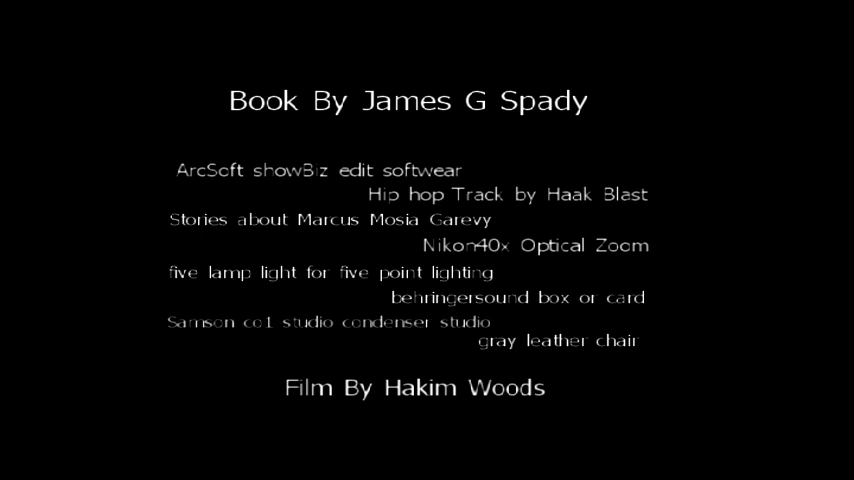 Book By James G Spady
ArcSoft showBiz edit softwear
Hip hop Track by Haak Blast
Stories about Marcus Mosia Garevy
Nikon40x Optical Zoom
five lamp light for five point lighting
behringersound box or card
Samson co1 studio condenser studio
gray leather chair
Film By Hakim Woods